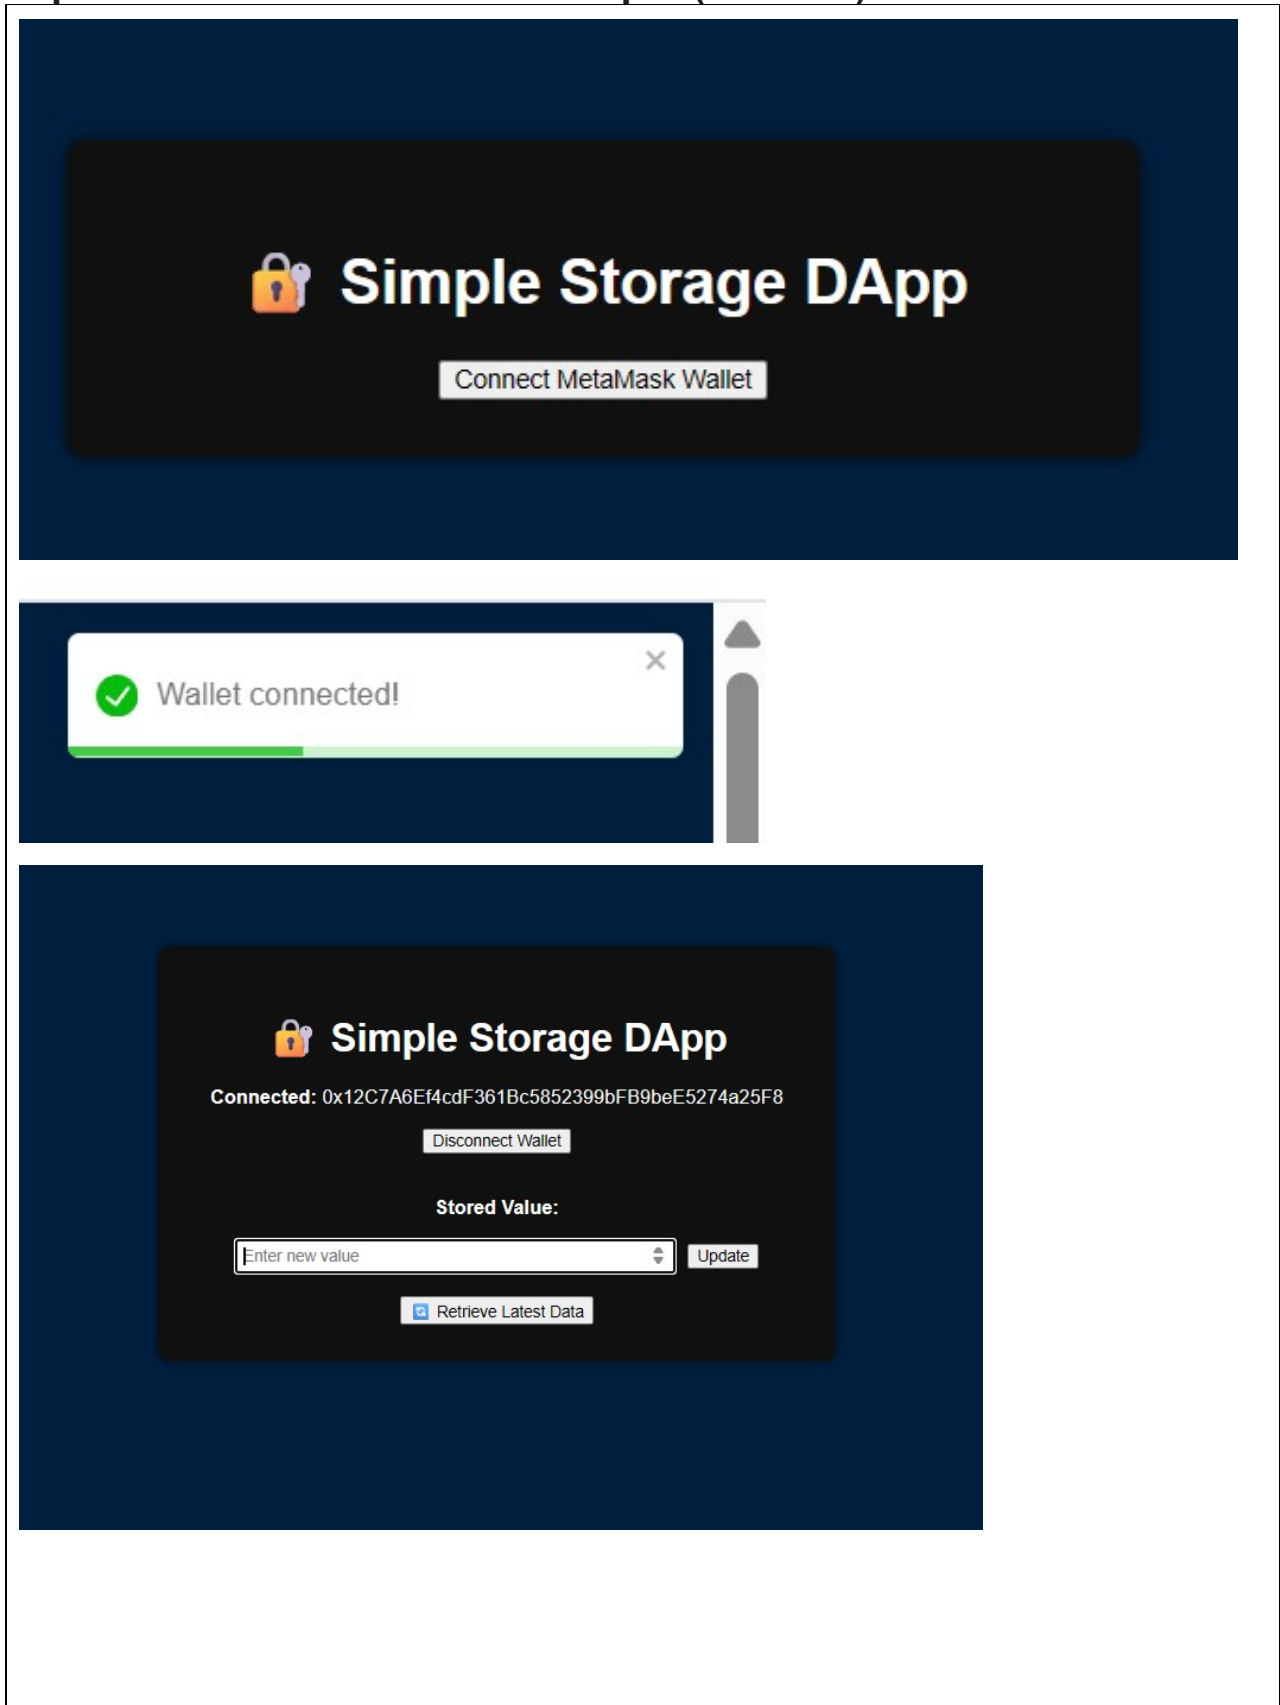 🔐 Simple Storage DApp
Connect MetaMask Wallet
Wallet connected!
🔐 Simple Storage DApp
Connected: 0x12C7A6Ef4cdF361Bc5852399bFB9beE5274a25F8
Disconnect Wallet
Stored Value:
Enter new value
Update
Retrieve Latest Data